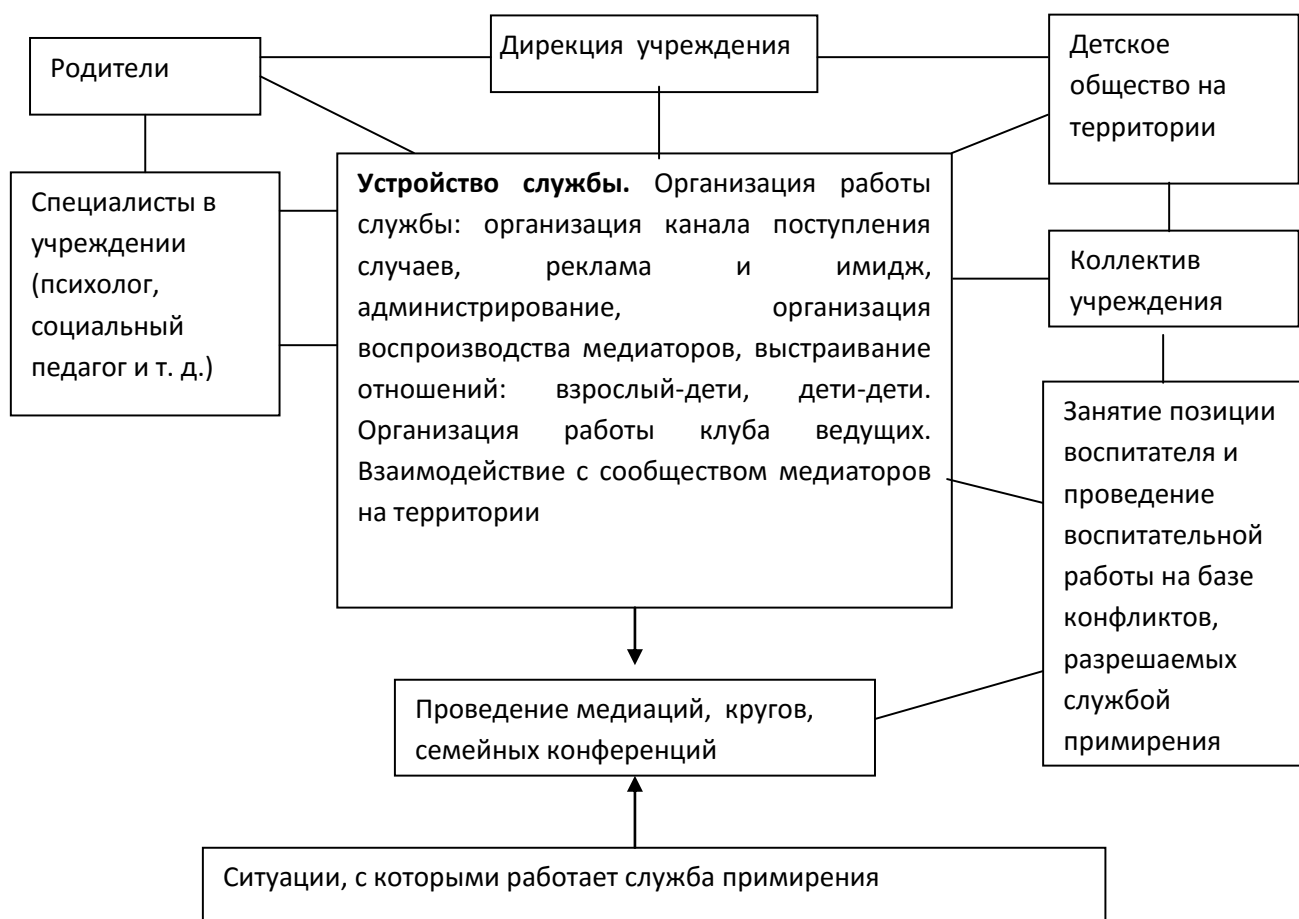 Родители
Дирекция учреждения
Детское
общество на
территории
Специалисты в
учреждении
(психолог,
социальный
педагог и т. д.)
Устройство службы. Организация работы
службы: организация канала поступления
случаев, реклама и имидж,
администрирование, организация
воспроизводства медиаторов, выстраивание
отношений: взрослый-дети, дети-дети.
Организация работы клуба ведущих.
Взаимодействие с сообществом медиаторов
на территории
Коллектив
учреждения
Занятие позиции
воспитателя и
проведение
воспитательной
работы на базе
конфликтов,
разрешаемых
службой
примирения
Проведение медиаций, кругов,
семейных конференций
Ситуации, с которыми работает служба примирения